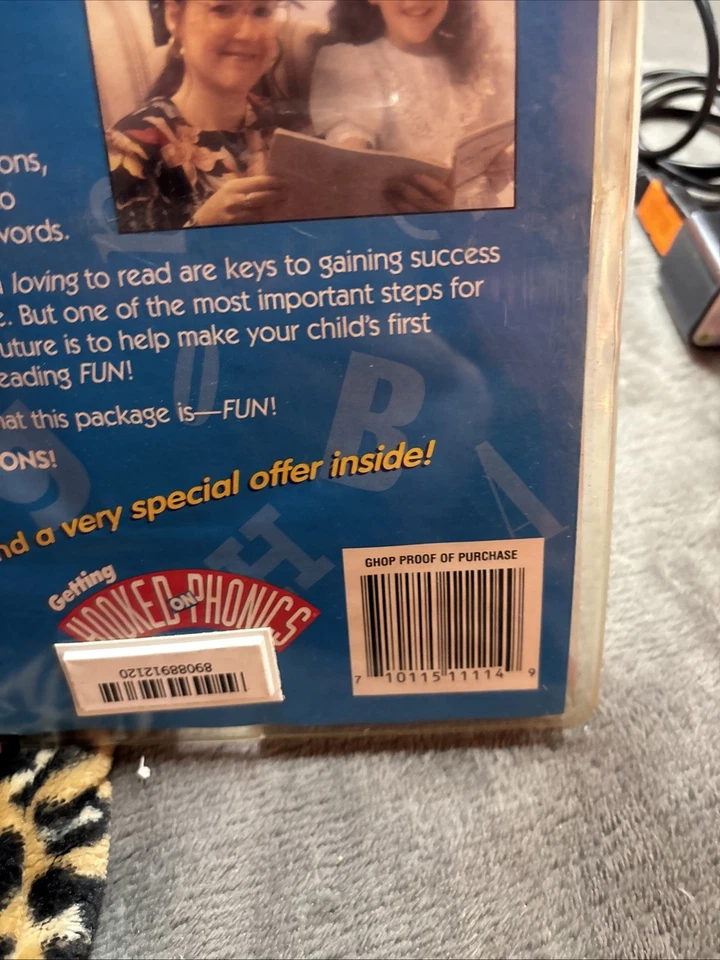 ons,
o
words.
loving to read are keys to gaining success
e. But one of the most important steps for
uture is to help make your child's first
eading FUN!
hat this package is—FUN!
ONS!
nd a very special offer inside!
Getting
HOOKED ON PHONICS
89088912120
GHOP PROOF OF PURCHASE
7 10115 11114 9